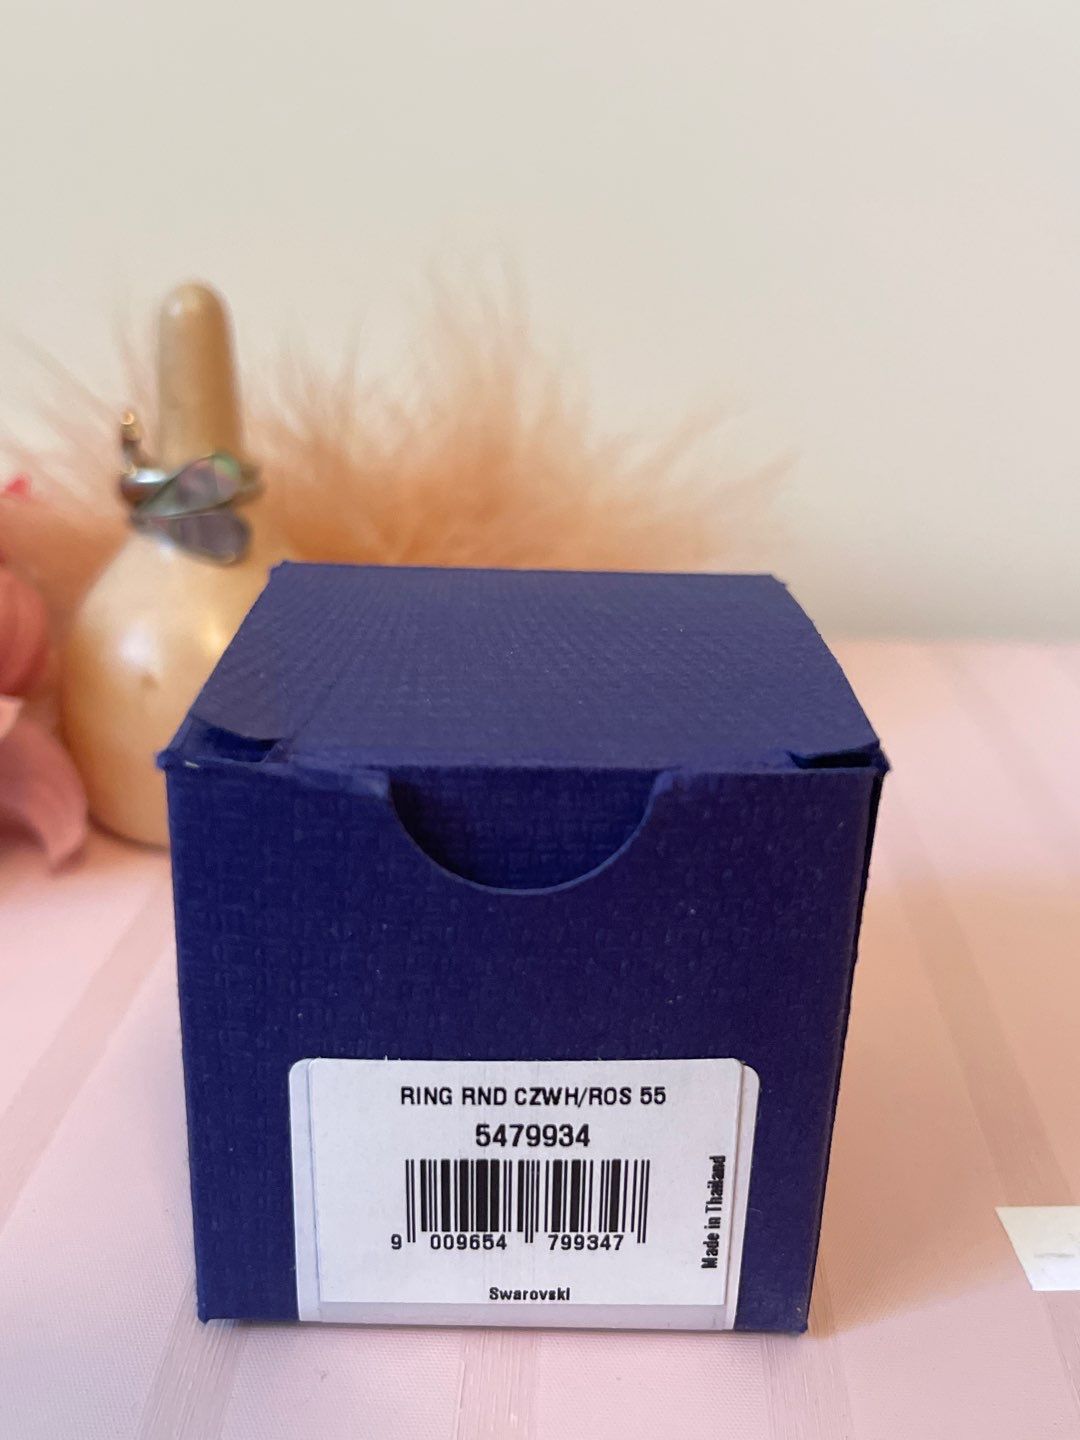 RING RND CZWH/ROS 55
5479934
9 009654 799347
Made in Thailand
Swarovski